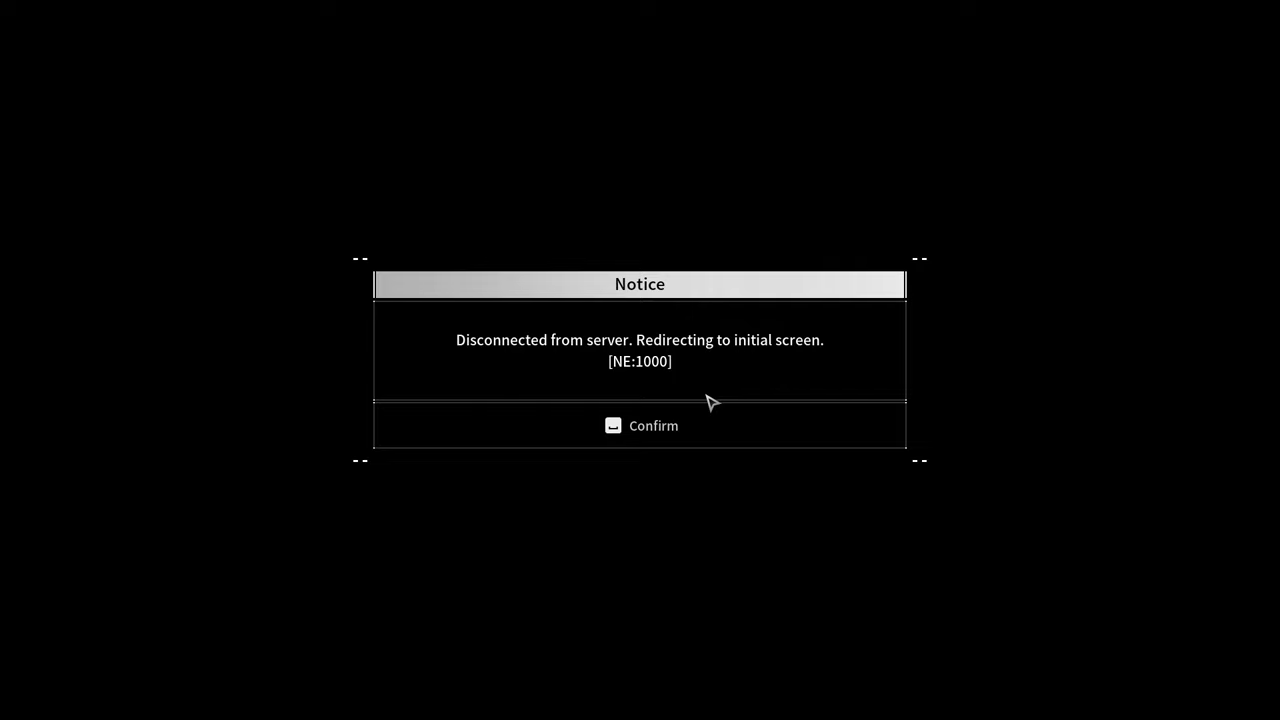 Notice
Disconnected from server. Redirecting to initial screen.
[NE:1000]
Confirm